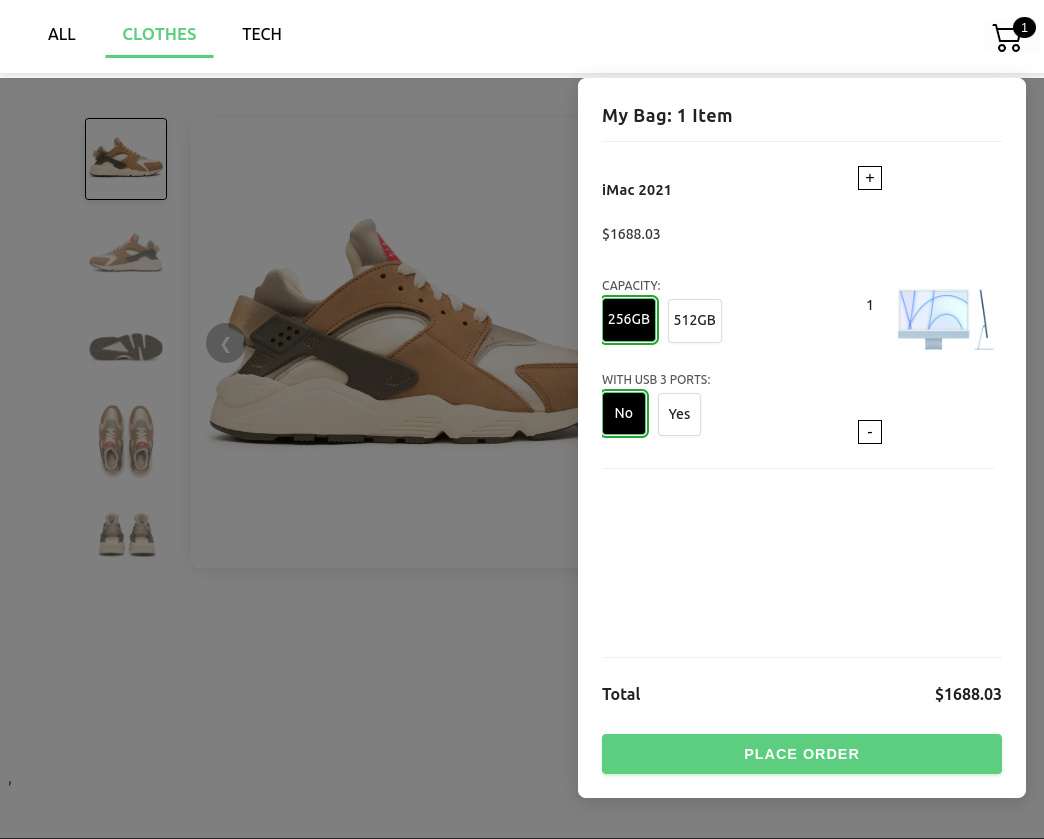 ALL CLOTHES TECH 1
My Bag: 1 Item
iMac 2021 +
$1688.03
CAPACITY:
256GB 512GB 1
WITH USB 3 PORTS:
No Yes
-
Total $1688.03
PLACE ORDER
❮
,